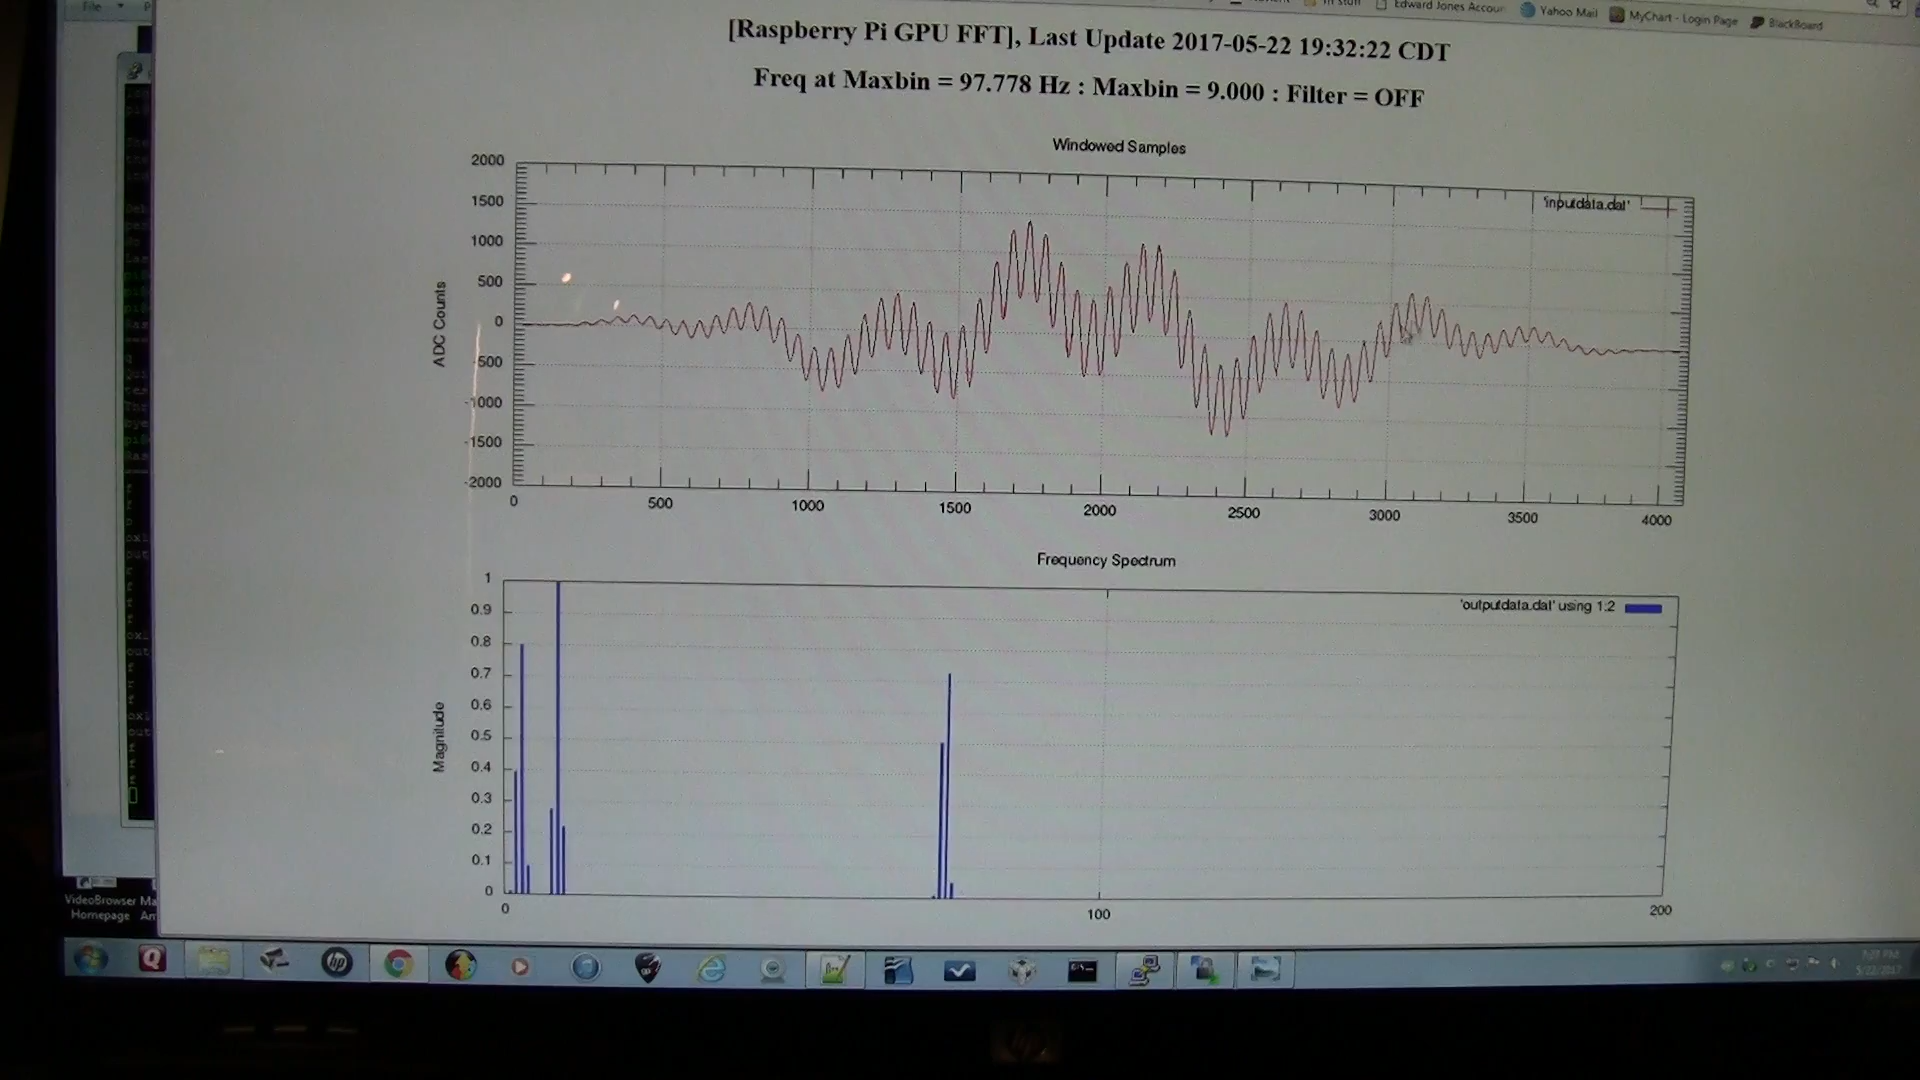 File
Edward Jones Accoun
Yahoo Mail
MyChart - Login Page
BlackBoard
[Raspberry Pi GPU FFT], Last Update 2017-05-22 19:32:22 CDT
Freq at Maxbin = 97.778 Hz : Maxbin = 9.000 : Filter = OFF
Windowed Samples
'inputdata.dat'
ADC Counts
2000
1500
1000
500
0
-500
-1000
-1500
-2000
0 500 1000 1500 2000 2500 3000 3500 4000
Frequency Spectrum
'outputdata.dat' using 1:2
Magnitude
1
0.9
0.8
0.7
0.6
0.5
0.4
0.3
0.2
0.1
0
0 100 200
VideoBrowser Ma
Homepage
hp